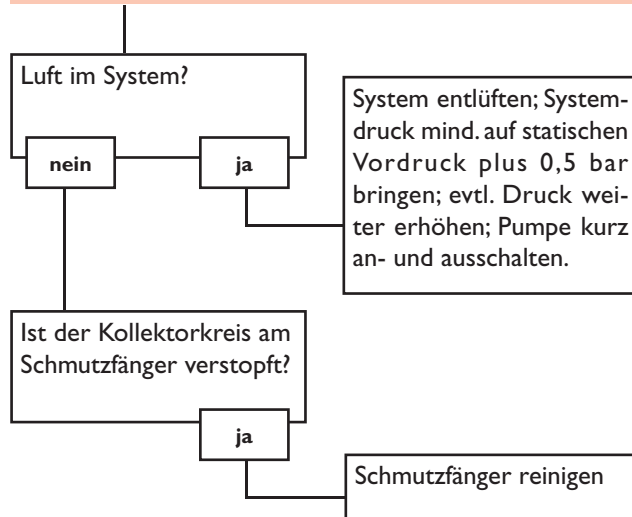 Luft im System?
nein
ja
System entlüften; System-
druck mind. auf statischen
Vordruck plus 0,5 bar
bringen; evtl. Druck wei-
ter erhöhen; Pumpe kurz
an- und ausschalten.
Ist der Kollektorkreis am
Schmutzfänger verstopft?
ja
Schmutzfänger reinigen